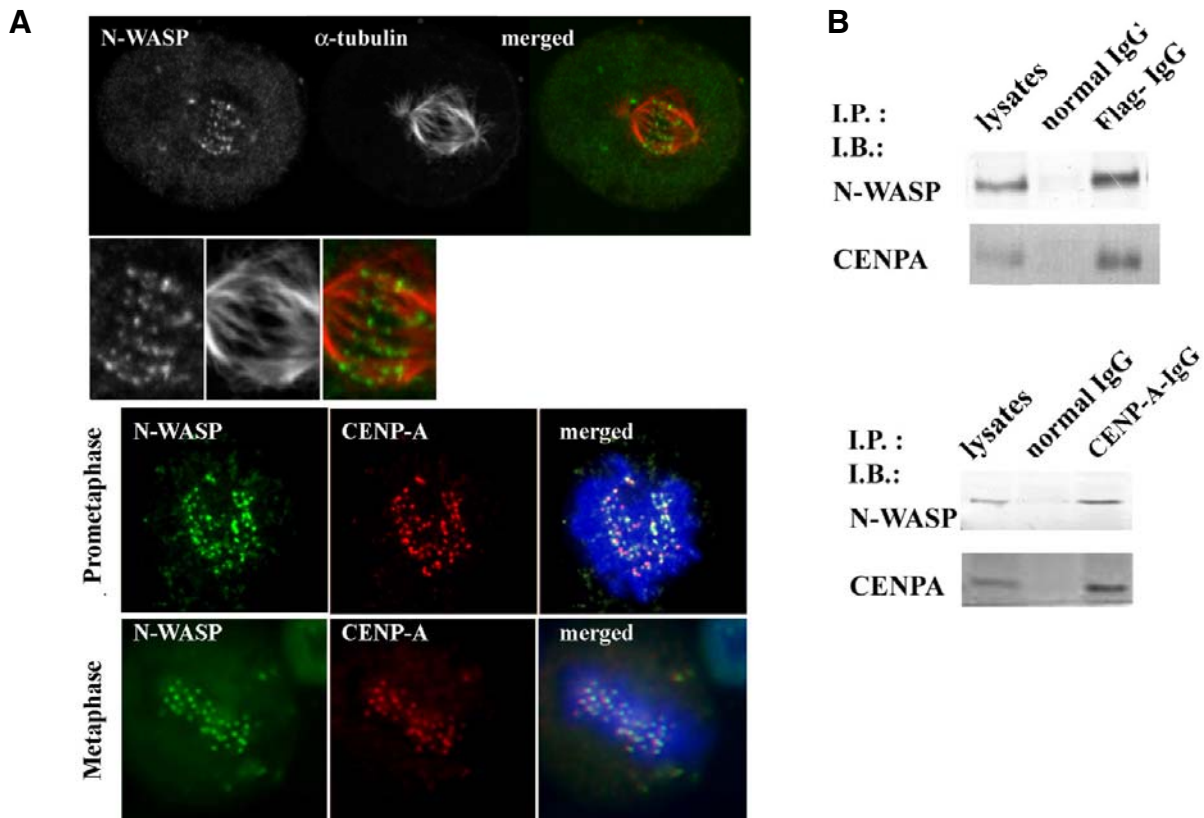 A
N-WASP α-tubulin merged
Prometaphase
N-WASP CENP-A merged
Metaphase
N-WASP CENP-A merged
B
I.P. : lysates normal IgG Flag- IgG
I.B.:
N-WASP
CENPA
I.P. : lysates normal IgG CENP-A-IgG
I.B.:
N-WASP
CENPA